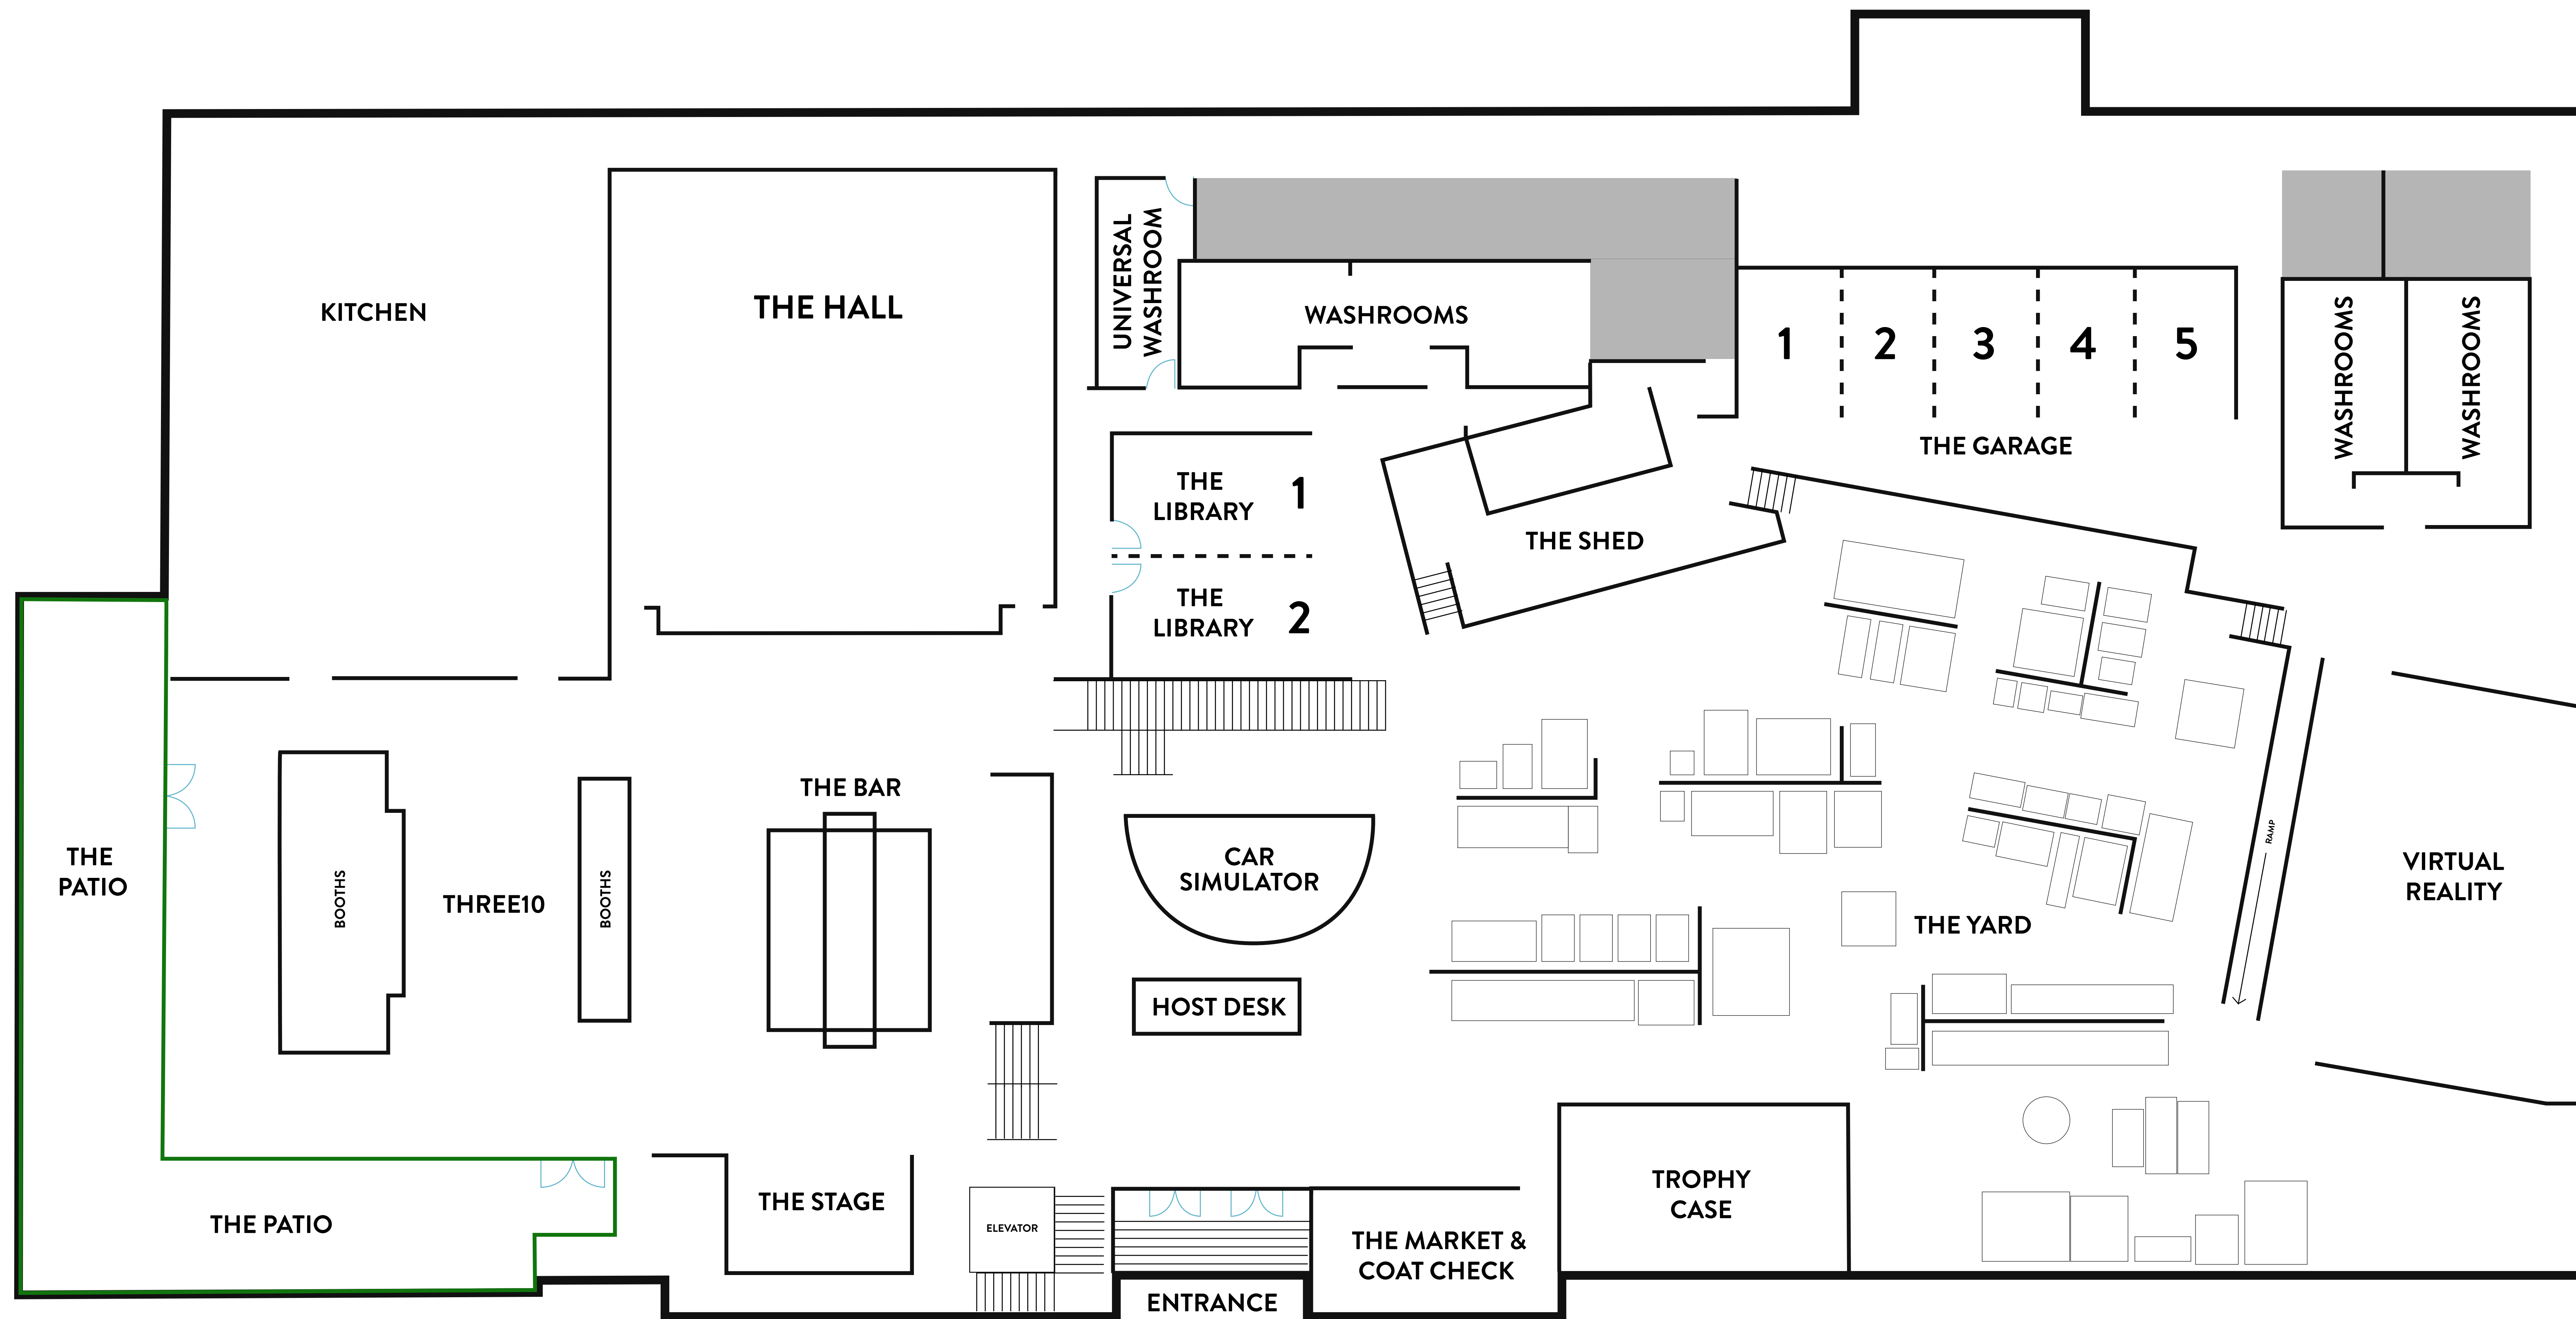 KITCHEN
THE HALL
UNIVERSAL
WASHROOM
WASHROOMS
1
2
3
4
5
THE GARAGE
WASHROOMS
WASHROOMS
THE
LIBRARY
1
THE
LIBRARY
2
THE SHED
THE
PATIO
BOOTHS
THREE10
BOOTHS
THE BAR
CAR
SIMULATOR
HOST DESK
THE YARD
RAMP
VIRTUAL
REALITY
THE PATIO
THE STAGE
ELEVATOR
ENTRANCE
THE MARKET &
COAT CHECK
TROPHY
CASE